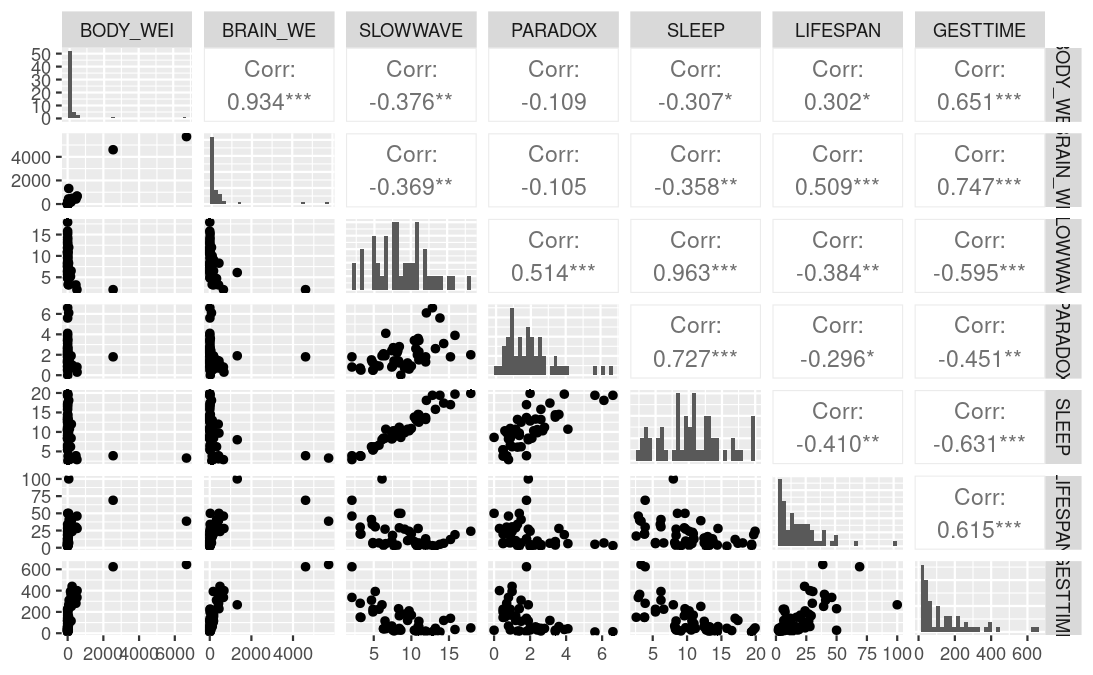 BODY_WEI BRAIN_WE SLOWWAVE PARADOX SLEEP LIFESPAN GESTTIME
50
40
30
20
10
0
Corr: Corr: Corr: Corr: Corr: Corr:
0.934*** -0.376** -0.109 -0.307* 0.302* 0.651***
BODY_WE
4000
2000
0
Corr: Corr: Corr: Corr: Corr:
-0.369** -0.105 -0.358** 0.509*** 0.747***
BRAIN_WE
15
10
5
Corr: Corr: Corr: Corr:
0.514*** 0.963*** -0.384** -0.595***
LOWWAV
6
4
2
0
Corr: Corr: Corr:
0.727*** -0.296* -0.451**
PARADOX
20
15
10
5
Corr: Corr:
-0.410** -0.631***
SLEEP
100
75
50
25
0
Corr:
0.615***
LIFESPAN
600
400
200
0
GESTTIME
0 2000 4000 6000 0 2000 4000 5 10 15 0 2 4 6 5 10 15 20 0 25 50 75 100 0 200 400 600